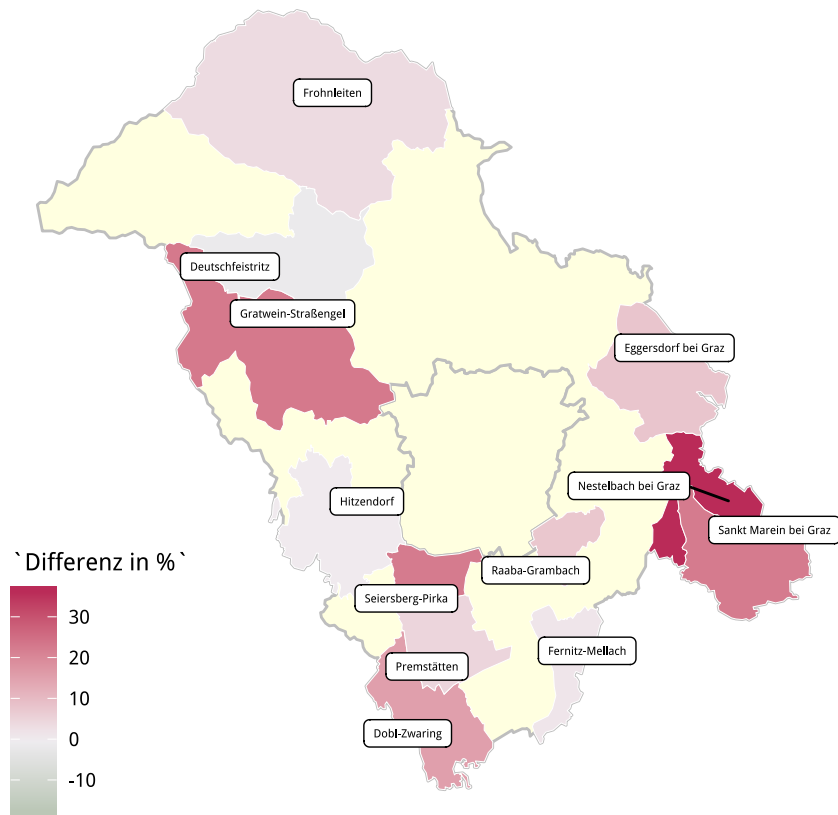 Frohnleiten
Deutschfeistritz
Gratwein-Straßengel
Eggersdorf bei Graz
Nestelbach bei Graz
Hitzendorf
Sankt Marein bei Graz
Raaba-Grambach
Seiersberg-Pirka
Fernitz-Mellach
Premstätten
Dobl-Zwaring
`Differenz in %`
30
20
10
0
-10